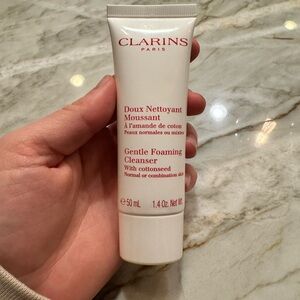 CLARINS
PARIS
Doux Nettoyant
Moussant
À l'amande de coton
Peaux normales ou mixtes
Gentle Foaming
Cleanser
With cottonseed
Normal or combination skin
℮ 50 mL 1.4 Oz. Net Wt.